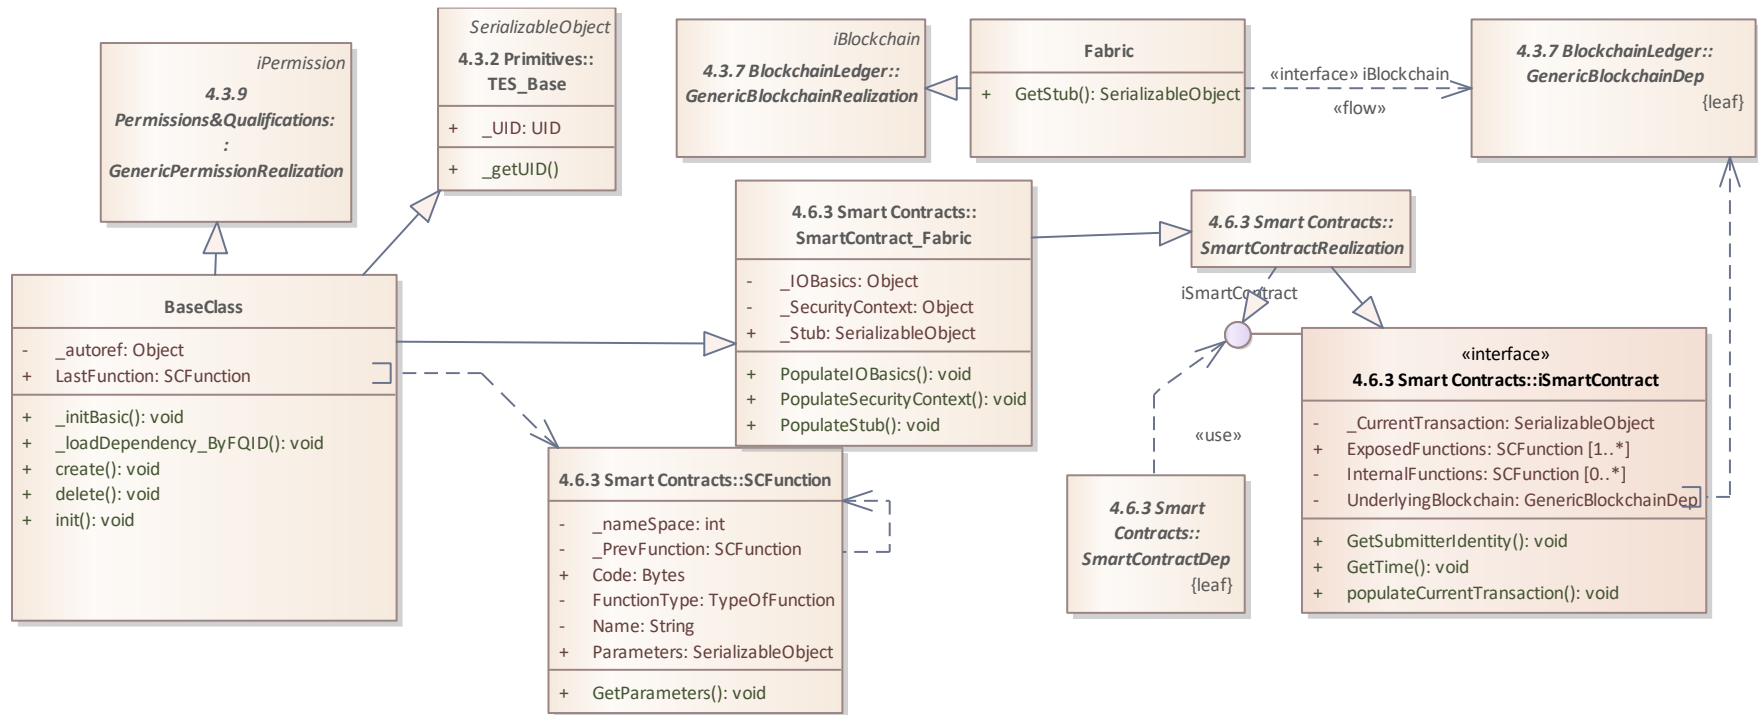 iPermission
4.3.9
Permissions&Qualifications:
:
GenericPermissionRealization
SerializableObject
4.3.2 Primitives::
TES_Base
+ _UID: UID
+ _getUID()
iBlockchain
4.3.7 BlockchainLedger::
GenericBlockchainRealization
Fabric
+ GetStub(): SerializableObject
«interface» iBlockchain
«flow»
4.3.7 BlockchainLedger::
GenericBlockchainDep
{leaf}
BaseClass
- _autoref: Object
+ LastFunction: SCFunction
+ _initBasic(): void
+ _loadDependency_ByFQID(): void
+ create(): void
+ delete(): void
+ init(): void
4.6.3 Smart Contracts::
SmartContract_Fabric
- _IOBasics: Object
- _SecurityContext: Object
+ _Stub: SerializableObject
+ PopulateIOBasics(): void
+ PopulateSecurityContext(): void
+ PopulateStub(): void
4.6.3 Smart Contracts::
SmartContractRealization
iSmartContract
«interface»
4.6.3 Smart Contracts::iSmartContract
- _CurrentTransaction: SerializableObject
+ ExposedFunctions: SCFunction [1..*]
- InternalFunctions: SCFunction [0..*]
- UnderlyingBlockchain: GenericBlockchainDep
+ GetSubmitterIdentity(): void
+ GetTime(): void
+ populateCurrentTransaction(): void
«use»
4.6.3 Smart
Contracts::
SmartContractDep
{leaf}
4.6.3 Smart Contracts::SCFunction
- _nameSpace: int
- _PrevFunction: SCFunction
+ Code: Bytes
- FunctionType: TypeOfFunction
- Name: String
+ Parameters: SerializableObject
+ GetParameters(): void